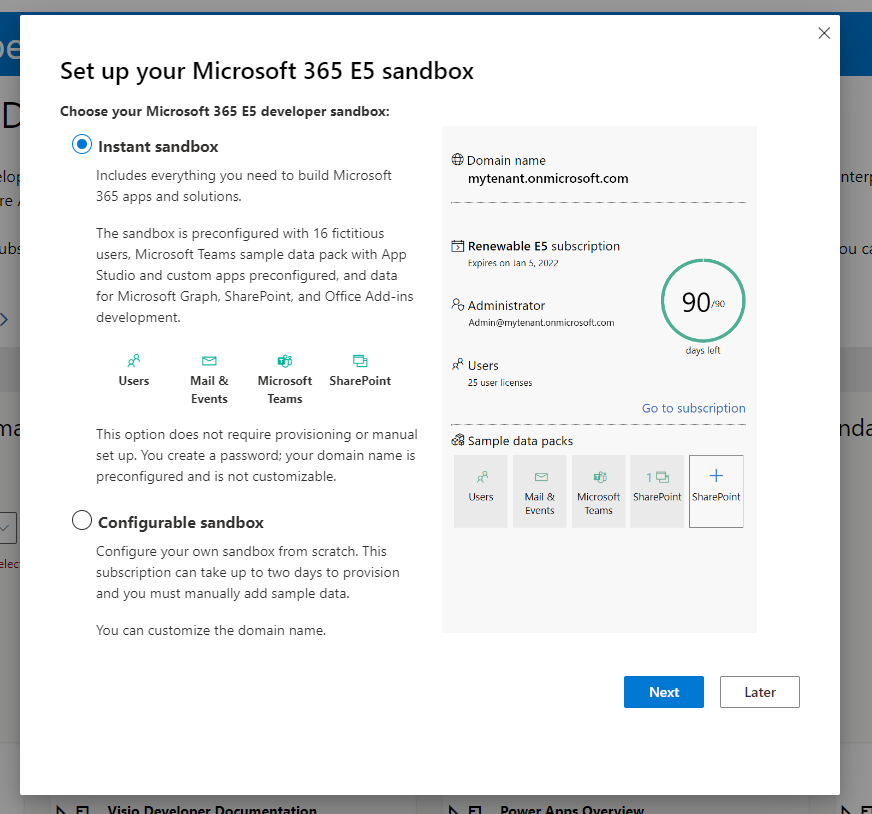 Set up your Microsoft 365 E5 sandbox
Choose your Microsoft 365 E5 developer sandbox:
Instant sandbox
Includes everything you need to build Microsoft
365 apps and solutions.
The sandbox is preconfigured with 16 fictitious
users, Microsoft Teams sample data pack with App
Studio and custom apps preconfigured, and data
for Microsoft Graph, SharePoint, and Office Add-ins
development.
Users
Mail &
Events
Microsoft
Teams
SharePoint
This option does not require provisioning or manual
set up. You create a password; your domain name is
preconfigured and is not customizable.
Configurable sandbox
Configure your own sandbox from scratch. This
subscription can take up to two days to provision
and you must manually add sample data.
You can customize the domain name.
Domain name
mytenant.onmicrosoft.com
Renewable E5 subscription
Expires on Jan 5, 2022
Administrator
Admin@mytenant.onmicrosoft.com
90/90
days left
Users
25 user licenses
Go to subscription
Sample data packs
Users
Mail &
Events
Microsoft
Teams
1
SharePoint
SharePoint
Next
Later
Visio Developer Documentation
Power Apps Overview